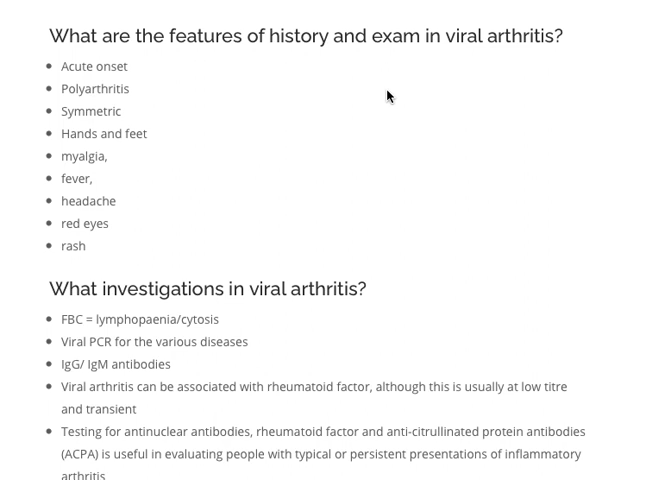 What are the features of history and exam in viral arthritis?
Acute onset
Polyarthritis
Symmetric
Hands and feet
myalgia,
fever,
headache
red eyes
rash
What investigations in viral arthritis?
FBC = lymphopaenia/cytosis
Viral PCR for the various diseases
IgG/ IgM antibodies
Viral arthritis can be associated with rheumatoid factor, although this is usually at low titre
and transient
Testing for antinuclear antibodies, rheumatoid factor and anti-citrullinated protein antibodies
(ACPA) is useful in evaluating people with typical or persistent presentations of inflammatory
arthritis